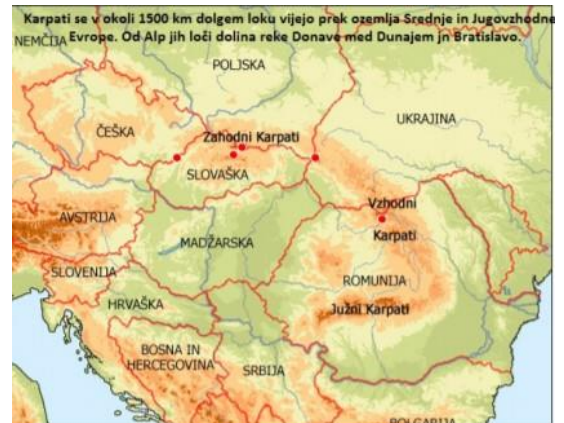 Karpati se v okoli 1500 km dolgem loku vijejo prek ozemlja Srednje in Jugovzhodne
Evrope. Od Alp jih loči dolina reke Donave med Dunajem jn Bratislavo.
NEMČIJA
POLJSKA
UKRAJINA
ČEŠKA
Zahodni Karpati
SLOVAŠKA
Vzhodni
Karpati
AVSTRIJA
MADŽARSKA
SLOVENIJA
ROMUNIJA
HRVAŠKA
Južni Karpati
BOSNA IN
HERCEGOVINA
SRBIJA
BOLGARIJA